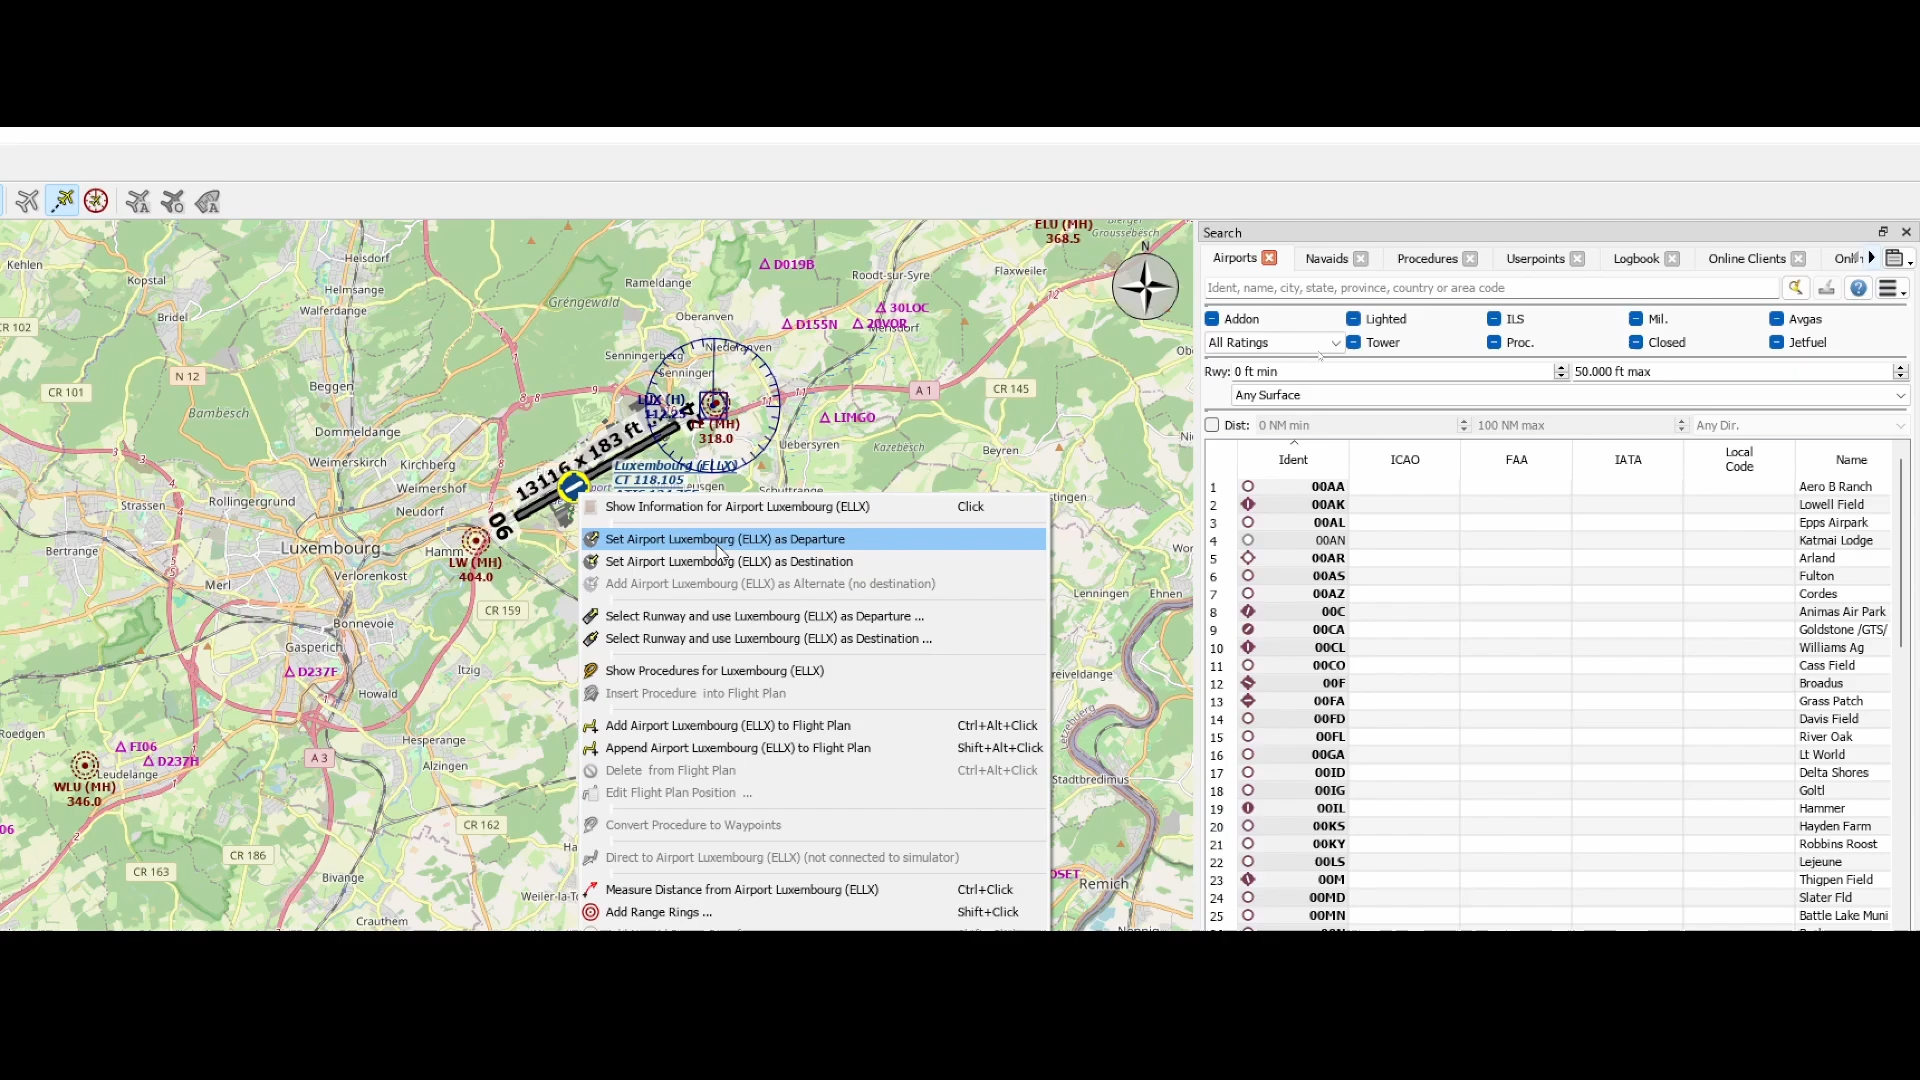 Kehlen
Kopstal
Heisdorf
Helmsange
Walferdange
Bridel
CR 102
Strassen
Steinsel
N 12
CR 101
Beggen
Bambësch
Dommeldange
Weimerskirch
Kirchberg
Weimershof
Rollingergrund
Neudorf
Bertrange
Luxembourg
Hamm
Merl
Verlorenkost
Bonnevoie
Gasperich
Itzig
D237F
Howald
CR 159
Roedgen
FI06
D237H
Leudelange
WLU (MH)
346.0
A 3
Hesperange
Alzingen
CR 162
CR 186
CR 163
Bivange
Crauthem
LW (MH)
404.0
Rameldange
Grengewald
Oberanven
Senningerberg
Niederanven
Senningen
D019B
Roodt-sur-Syre
Flaxweiler
ELU (MH)
368.5
30LOC
D155N
20VOR
Mensdorf
A 1
CR 145
LIMGO
Uebersyren
Kazebësch
Beyren
Schuttrange
LUX (H)
318.0
13116 x 183 ft
06
24
Luxembourg (ELLX)
CT 118.105
N
Lenningen
Ehnen
Stadtbredimus
Remich
Show Information for Airport Luxembourg (ELLX) Click
Set Airport Luxembourg (ELLX) as Departure
Set Airport Luxembourg (ELLX) as Destination
Add Airport Luxembourg (ELLX) as Alternate (no destination)
Select Runway and use Luxembourg (ELLX) as Departure ...
Select Runway and use Luxembourg (ELLX) as Destination ...
Show Procedures for Luxembourg (ELLX)
Insert Procedure into Flight Plan
Add Airport Luxembourg (ELLX) to Flight Plan Ctrl+Alt+Click
Append Airport Luxembourg (ELLX) to Flight Plan Shift+Alt+Click
Delete from Flight Plan Ctrl+Alt+Click
Edit Flight Plan Position ...
Convert Procedure to Waypoints
Direct to Airport Luxembourg (ELLX) (not connected to simulator)
Measure Distance from Airport Luxembourg (ELLX) Ctrl+Click
Add Range Rings ... Shift+Click
Search
Airports Navaids Procedures Userpoints Logbook Online Clients
Ident, name, city, state, province, country or area code
Addon Lighted ILS Mil. Avgas
All Ratings Tower Proc. Closed Jetfuel
Rwy: 0 ft min 50.000 ft max
Any Surface
Dist: 0 NM min 100 NM max Any Dir.
Ident ICAO FAA IATA Local Code Name
1 00AA Aero B Ranch
2 00AK Lowell Field
3 00AL Epps Airpark
4 00AN Katmai Lodge
5 00AR Arland
6 00AS Fulton
7 00AZ Cordes
8 00C Animas Air Park
9 00CA Goldstone /GTS/
10 00CL Williams Ag
11 00CO Cass Field
12 00F Broadus
13 00FA Grass Patch
14 00FD Davis Field
15 00FL River Oak
16 00GA Lt World
17 00ID Delta Shores
18 00IG Goltl
19 00IL Hammer
20 00KS Hayden Farm
21 00KY Robbins Roost
22 00LS Lejeune
23 00M Thigpen Field
24 00MD Slater Fld
25 00MN Battle Lake Muni